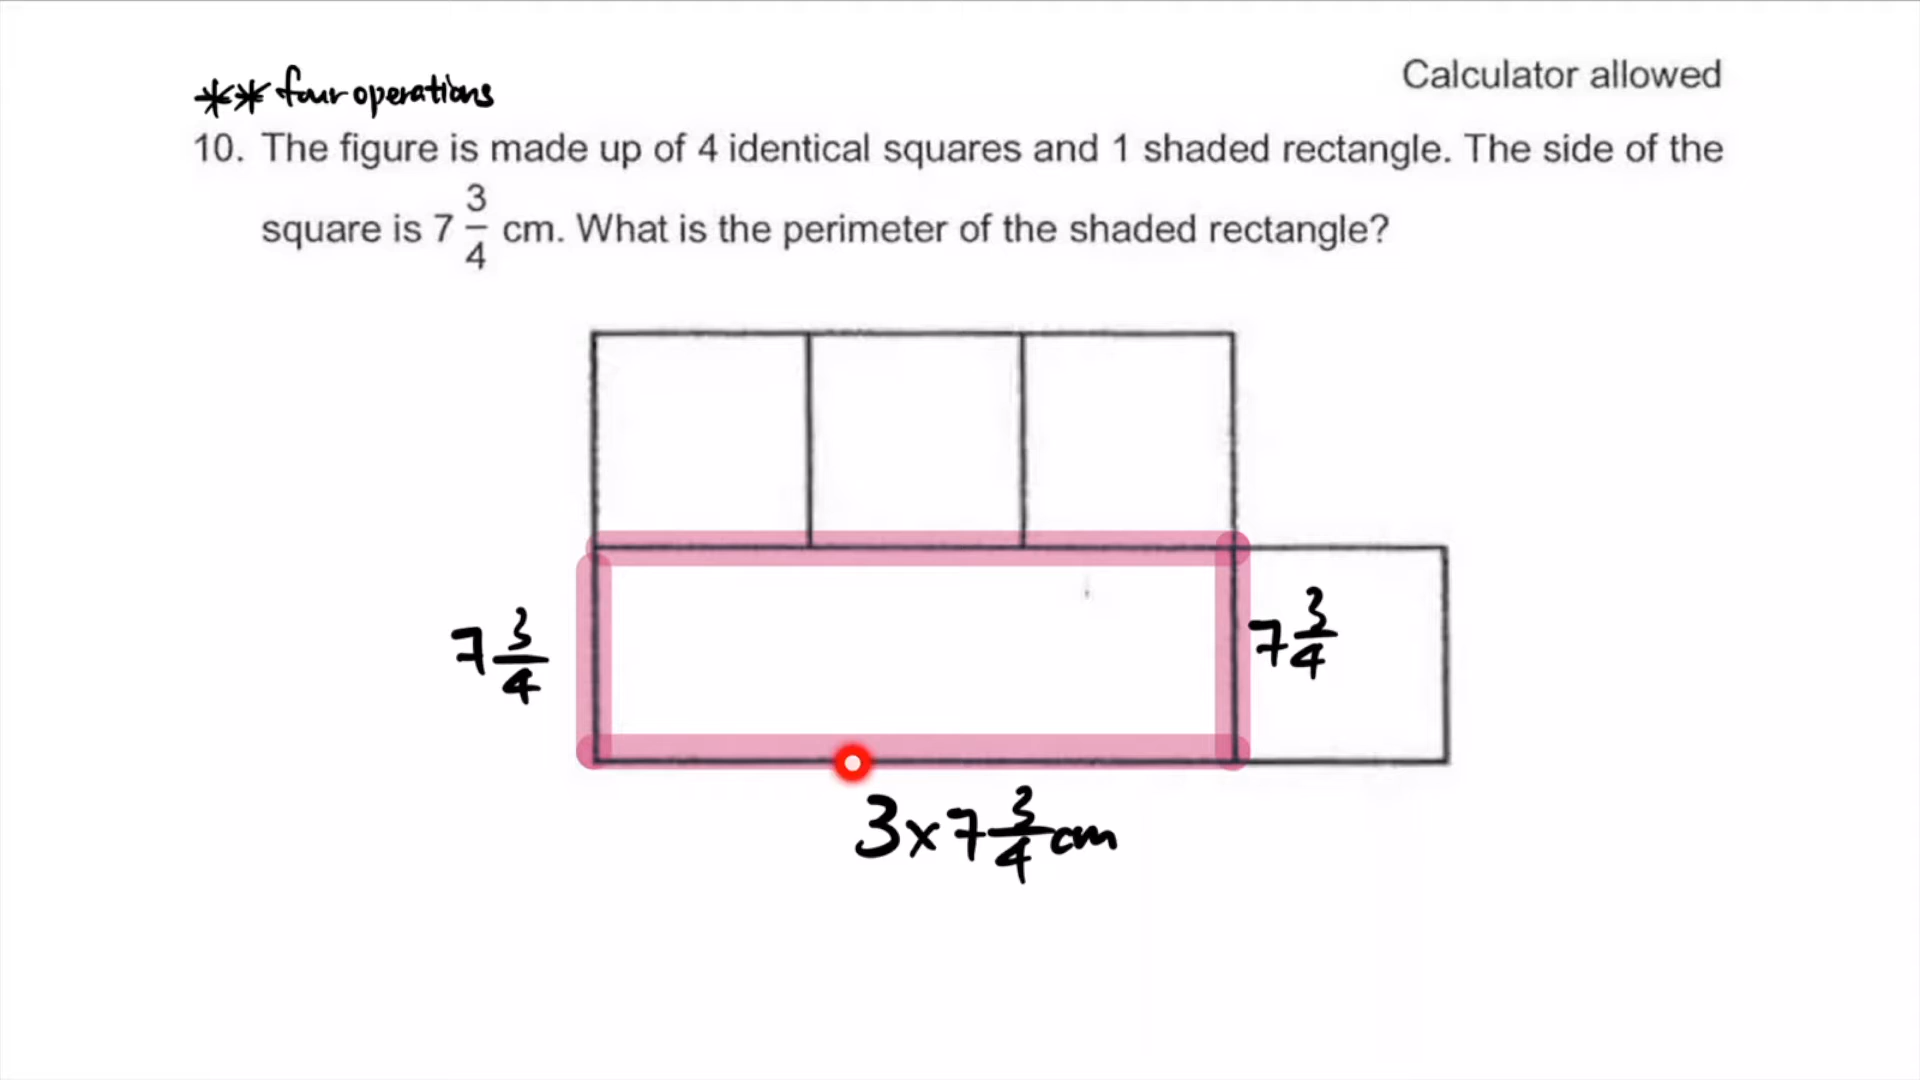 Calculator allowed
** four operations
10. The figure is made up of 4 identical squares and 1 shaded rectangle. The side of the
square is 7 3/4 cm. What is the perimeter of the shaded rectangle?
7 3/4
7 3/4
3 x 7 3/4 cm